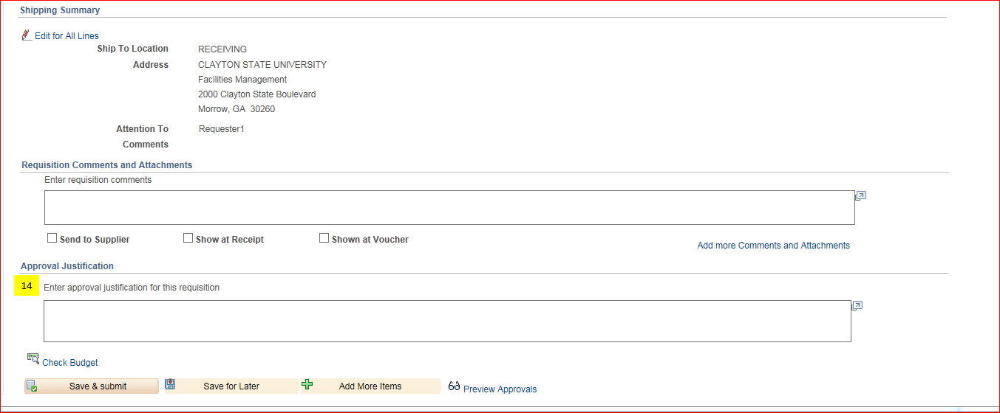 Shipping Summary
Edit for All Lines
Ship To Location RECEIVING
Address CLAYTON STATE UNIVERSITY
Facilities Management
2000 Clayton State Boulevard
Morrow, GA 30260
Attention To Requester1
Comments
Requisition Comments and Attachments
Enter requisition comments
Send to Supplier Show at Receipt Shown at Voucher
Add more Comments and Attachments
Approval Justification
14 Enter approval justification for this requisition
Check Budget
Save & submit Save for Later Add More Items Preview Approvals